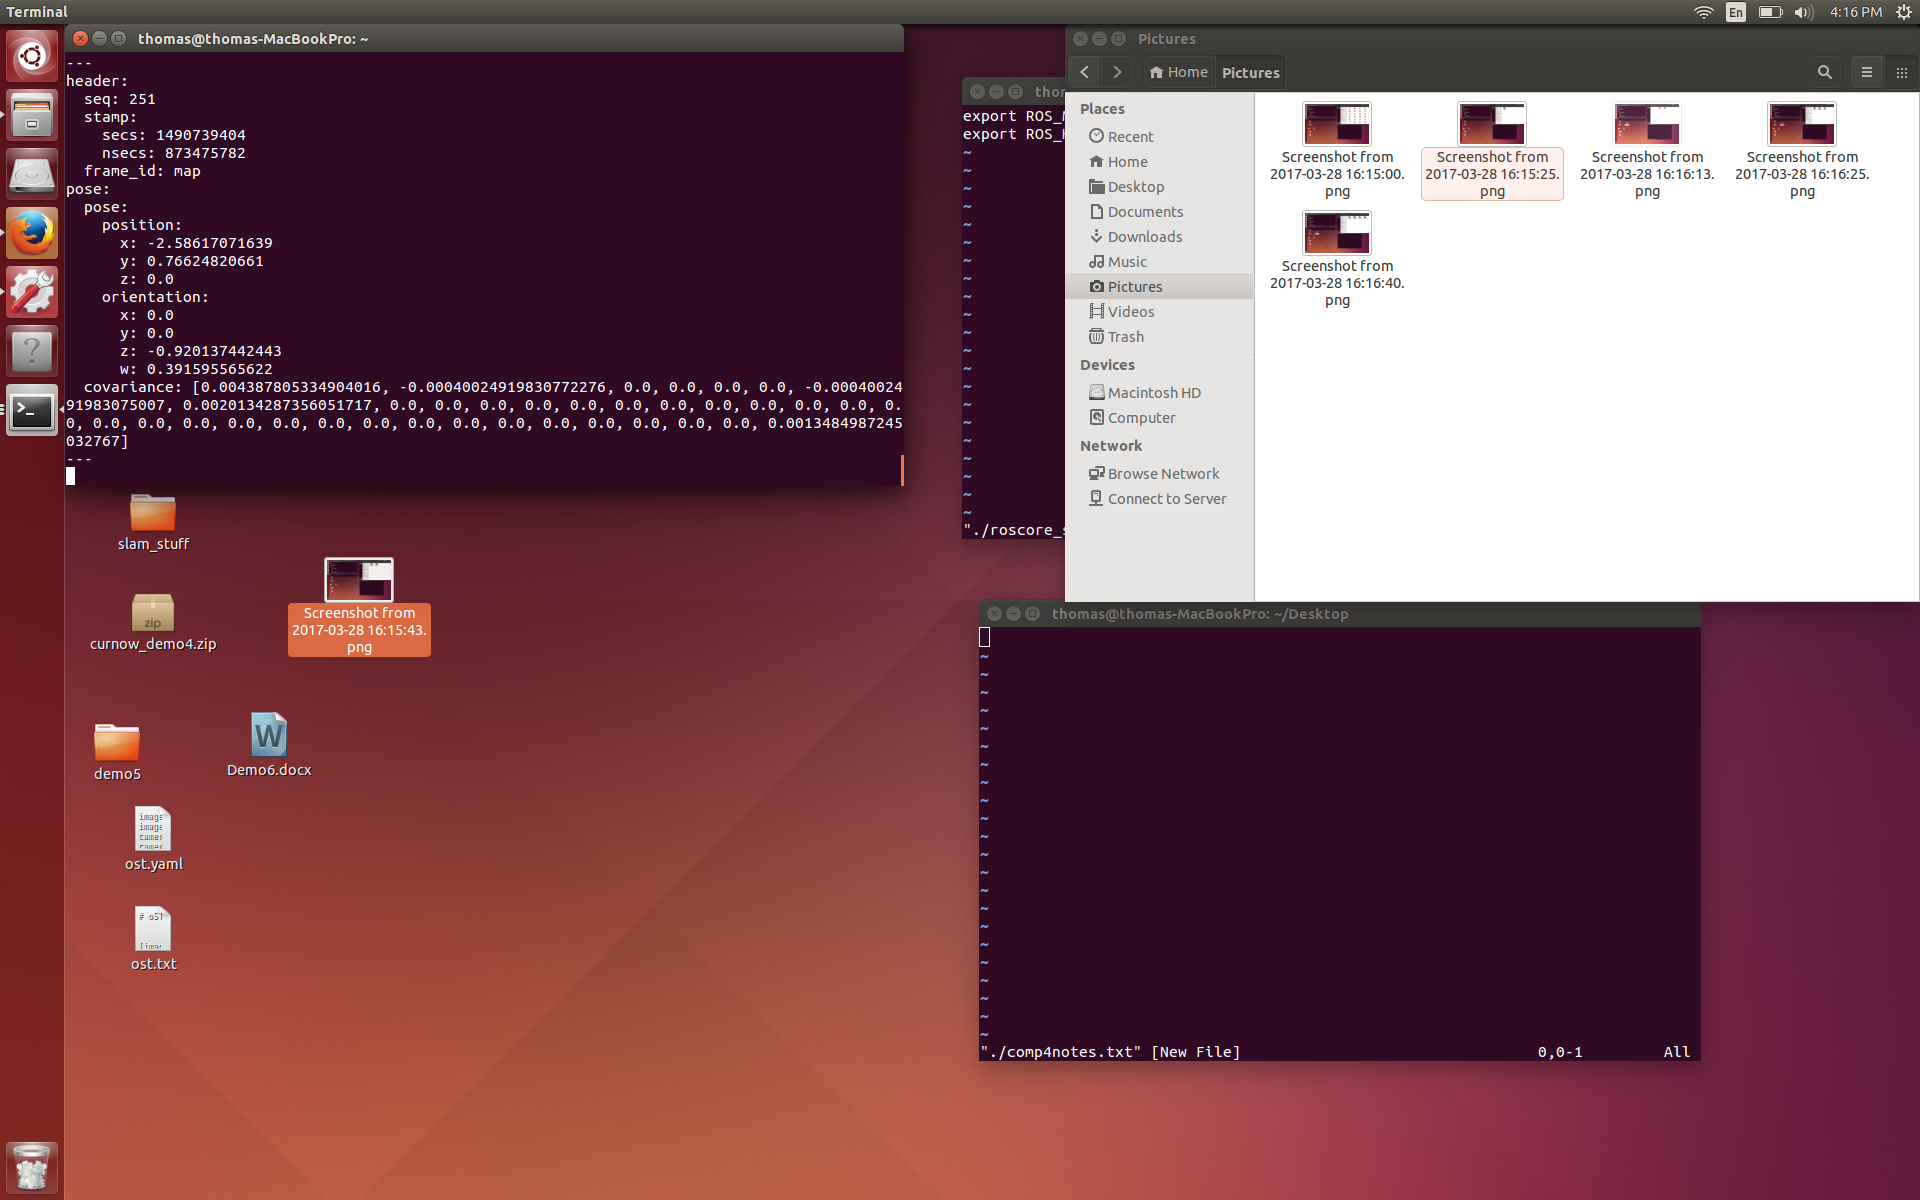 Terminal
En
4:16 PM
thomas@thomas-MacBookPro: ~
---
header:
  seq: 251
  stamp:
    secs: 1490739404
    nsecs: 873475782
  frame_id: map
pose:
  pose:
    position:
      x: -2.58617071639
      y: 0.76624820661
      z: 0.0
    orientation:
      x: 0.0
      y: 0.0
      z: -0.920137442443
      w: 0.391595565622
  covariance: [0.004387805334904016, -0.00040024919830772276, 0.0, 0.0, 0.0, 0.0, -0.00040024
91983075007, 0.0020134287356051717, 0.0, 0.0, 0.0, 0.0, 0.0, 0.0, 0.0, 0.0, 0.0, 0.0, 0.0, 0.
0, 0.0, 0.0, 0.0, 0.0, 0.0, 0.0, 0.0, 0.0, 0.0, 0.0, 0.0, 0.0, 0.0, 0.0, 0.0, 0.0013484987245
032767]
---
slam_stuff
curnow_demo4.zip
zip
Screenshot from
2017-03-28 16:15:43.
png
demo5
W
Demo6.docx
ost.yaml
ost.txt
export ROS_
export ROS_
"./roscore_s
Pictures
Home
Pictures
Places
Recent
Home
Desktop
Documents
Downloads
Music
Pictures
Videos
Trash
Devices
Macintosh HD
Computer
Network
Browse Network
Connect to Server
Screenshot from
2017-03-28 16:15:00.
png
Screenshot from
2017-03-28 16:15:25.
png
Screenshot from
2017-03-28 16:16:13.
png
Screenshot from
2017-03-28 16:16:25.
png
Screenshot from
2017-03-28 16:16:40.
png
thomas@thomas-MacBookPro: ~/Desktop
"./comp4notes.txt" [New File]
0,0-1
All